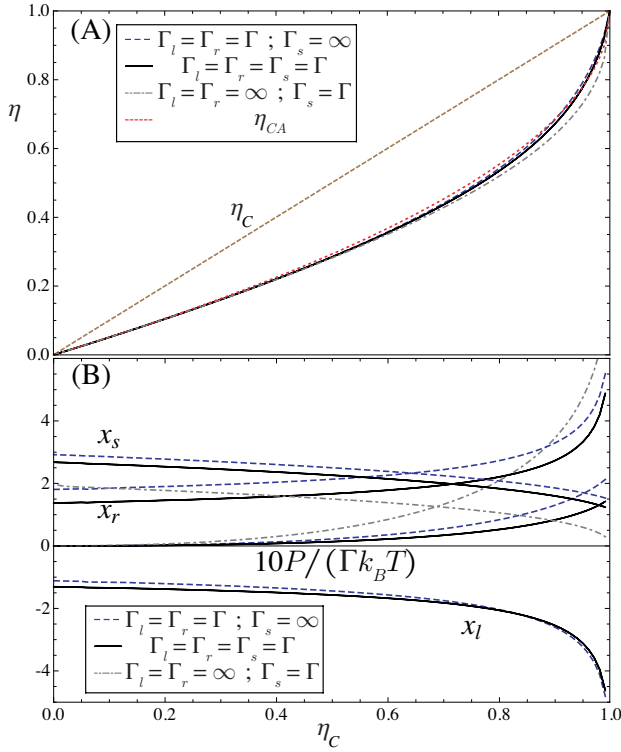 (A)
Γ_l = Γ_r = Γ ; Γ_s = ∞
Γ_l = Γ_r = Γ_s = Γ
Γ_l = Γ_r = ∞ ; Γ_s = Γ
η_CA
η
η_C
1.0
0.8
0.6
0.4
0.2
0.0
(B)
x_s
x_r
10P/(Γk_BT)
x_l
4
2
0
-2
-4
Γ_l = Γ_r = Γ ; Γ_s = ∞
Γ_l = Γ_r = Γ_s = Γ
Γ_l = Γ_r = ∞ ; Γ_s = Γ
0.0 0.2 0.4 0.6 0.8 1.0
η_C